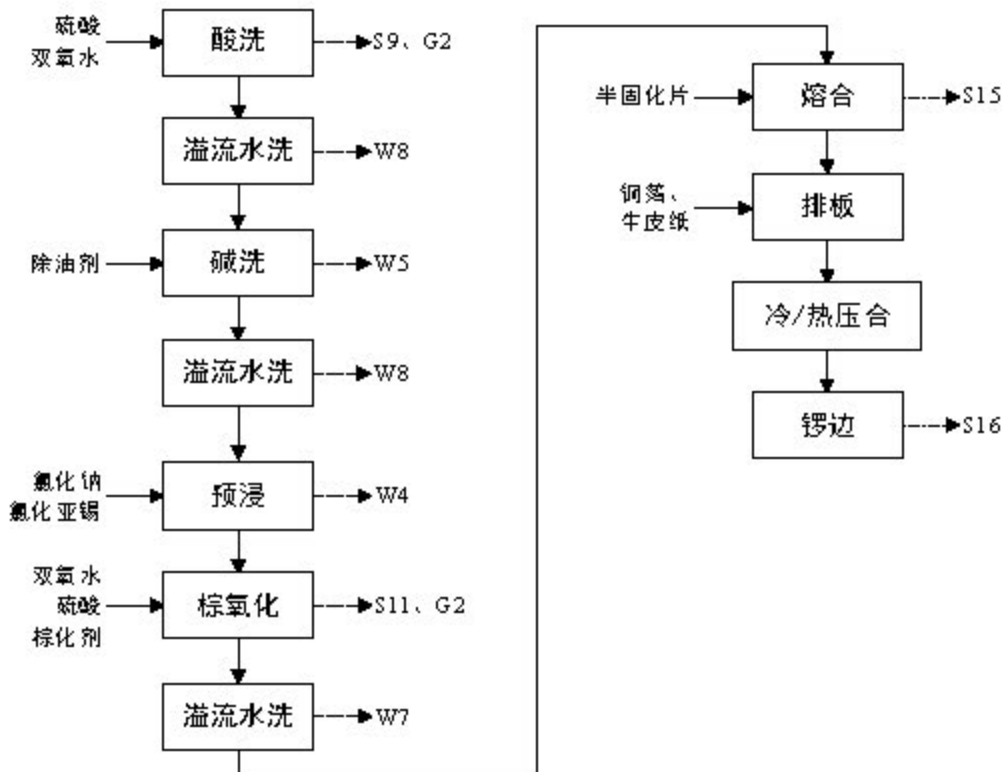 硫酸
双氧水
酸洗
S9、G2
溢流水洗
W8
除油剂
碱洗
W5
溢流水洗
W8
氯化钠
氯化亚锡
预浸
W4
双氧水
硫酸
棕化剂
棕氧化
S11、G2
溢流水洗
W7
半固化片
熔合
S15
铜箔、
牛皮纸
排板
冷/热压合
锣边
S16